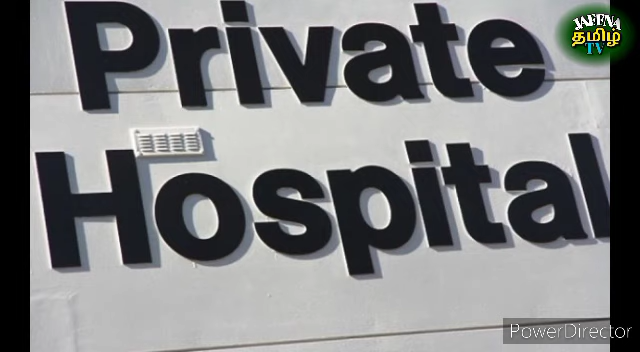 Private
Hospital
JAFFNA
தமிழ்
TV
PowerDirector